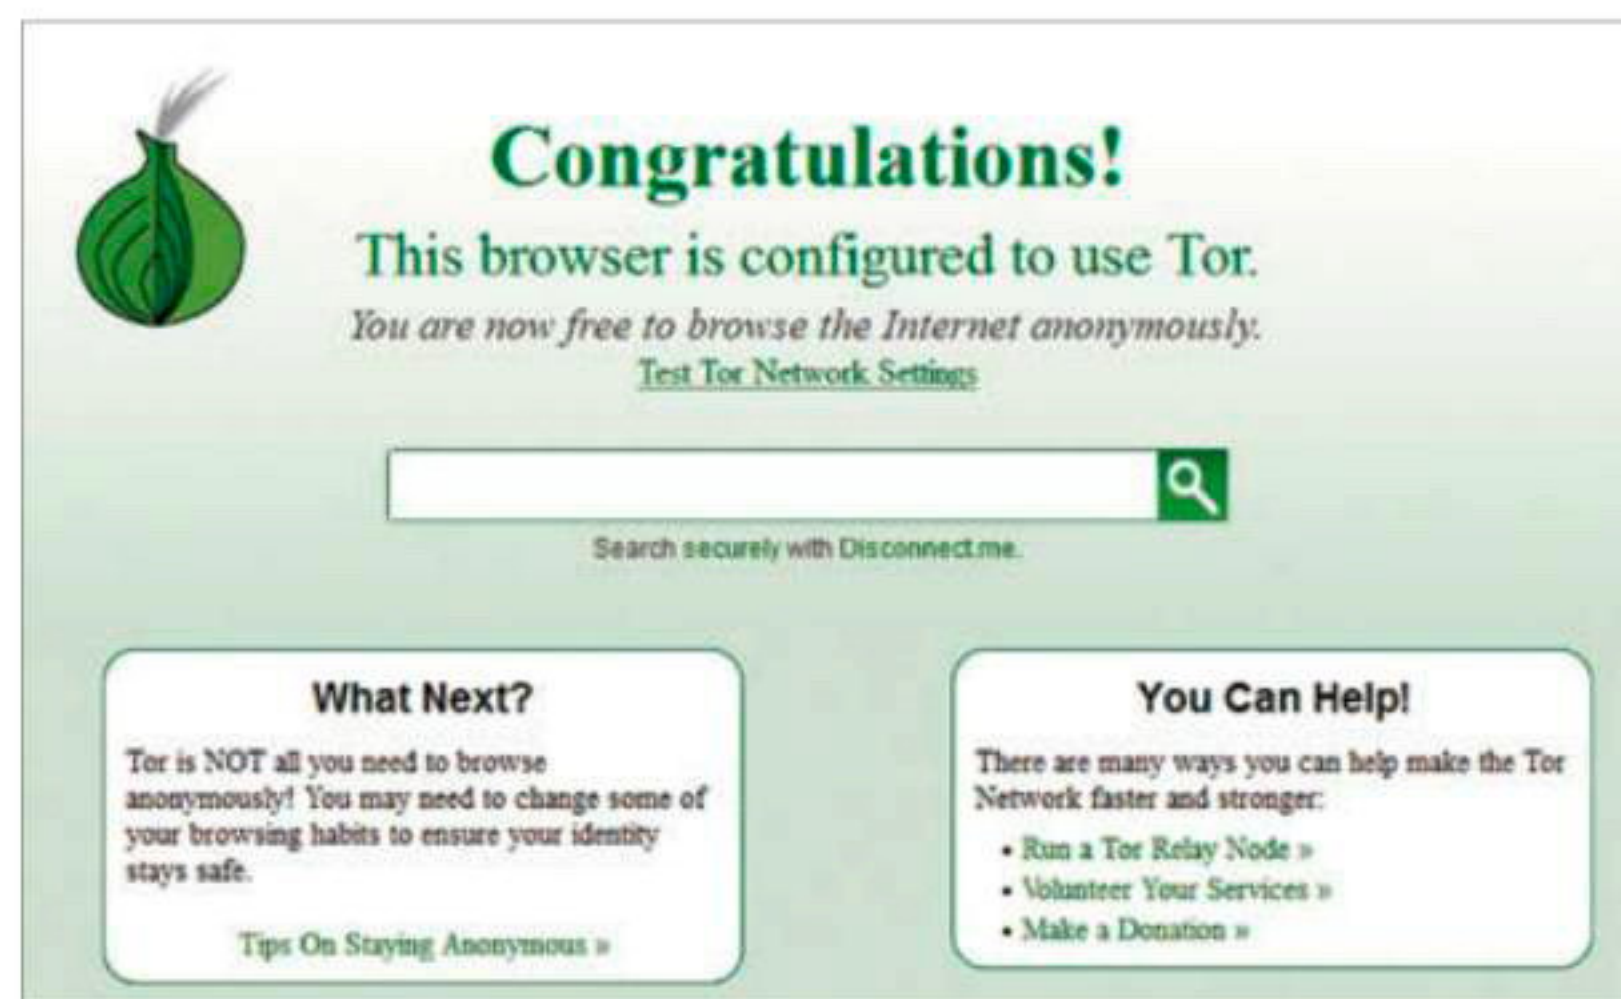 Congratulations!
This browser is configured to use Tor.
You are now free to browse the Internet anonymously.
Test Tor Network Settings
Search securely with Disconnect.me.
What Next?
Tor is NOT all you need to browse
anonymously! You may need to change some of
your browsing habits to ensure your identity
stays safe.
Tips On Staying Anonymous »
You Can Help!
There are many ways you can help make the Tor
Network faster and stronger:
• Run a Tor Relay Node »
• Volunteer Your Services »
• Make a Donation »